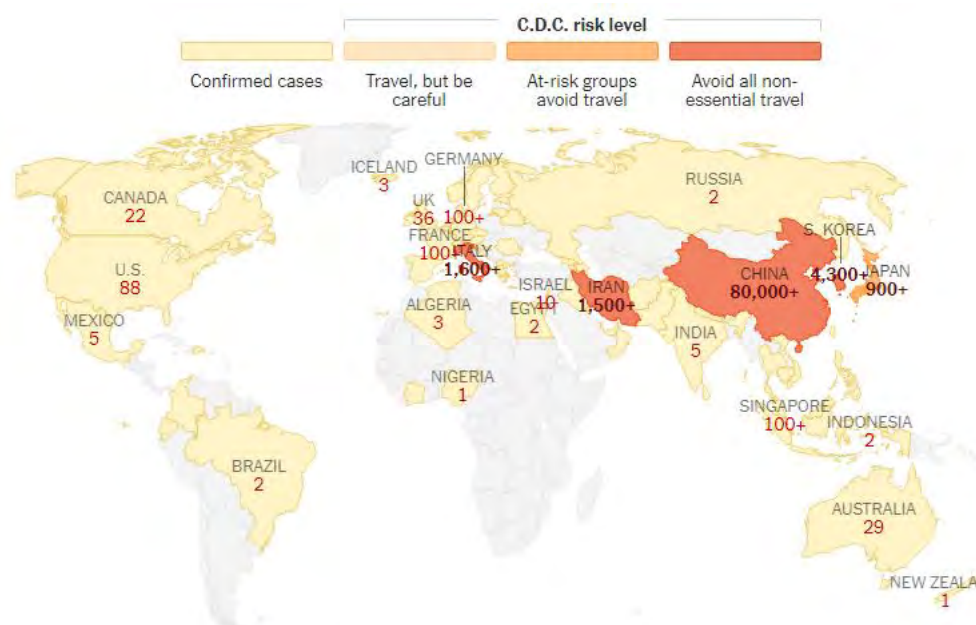 C.D.C. risk level
Confirmed cases
Travel, but be
careful
At-risk groups
avoid travel
Avoid all non-
essential travel
ICELAND
3
GERMANY
100+
CANADA
22
UK
36
RUSSIA
2
FRANCE
100+
ITALY
1,600+
S. KOREA
4,300+
U.S.
88
ISRAEL
10
IRAN
1,500+
CHINA
80,000+
JAPAN
900+
MEXICO
5
ALGERIA
3
EGYPT
2
INDIA
5
NIGERIA
1
SINGAPORE
100+
INDONESIA
2
BRAZIL
2
AUSTRALIA
29
NEW ZEALA
1